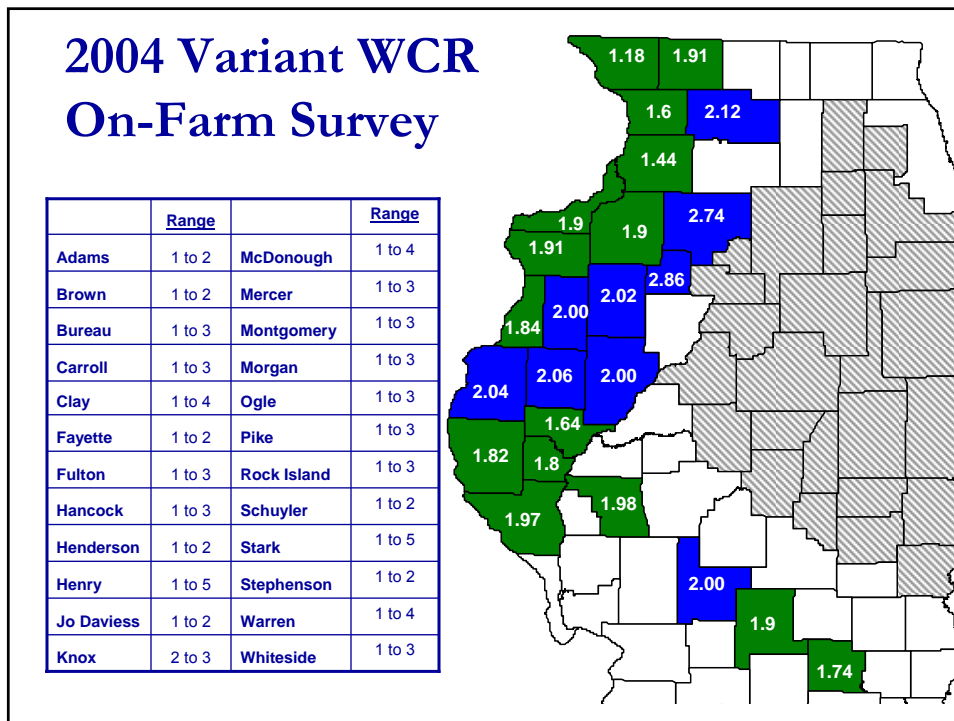 2004 Variant WCR
On-Farm Survey
Range Range
Adams 1 to 2 McDonough 1 to 4
Brown 1 to 2 Mercer 1 to 3
Bureau 1 to 3 Montgomery 1 to 3
Carroll 1 to 3 Morgan 1 to 3
Clay 1 to 4 Ogle 1 to 3
Fayette 1 to 2 Pike 1 to 3
Fulton 1 to 3 Rock Island 1 to 3
Hancock 1 to 3 Schuyler 1 to 2
Henderson 1 to 2 Stark 1 to 5
Henry 1 to 5 Stephenson 1 to 2
Jo Daviess 1 to 2 Warren 1 to 4
Knox 2 to 3 Whiteside 1 to 3
1.18 1.91
1.6 2.12
1.44
1.9 1.9 2.74
1.91
2.86
2.00 2.02
1.84
2.04 2.06 2.00
1.64
1.82 1.8
1.97 1.98
2.00
1.9
1.74